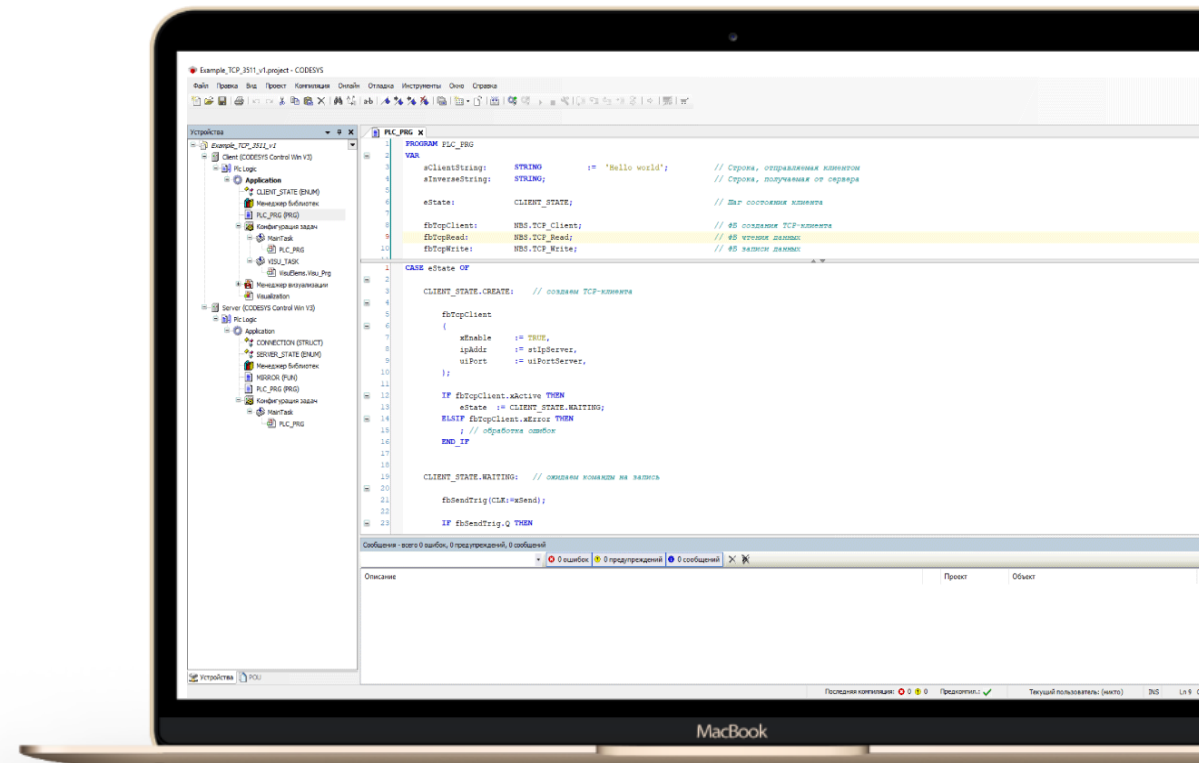 Example_TCP_3511_v1.project - CODESYS
Файл Правка Вид Проект Компиляция Онлайн Отладка Инструменты Окно Справка
Устройства
Example_TCP_3511_v1
Client (CODESYS Control Win V3)
Plc Logic
Application
CLIENT_STATE (ENUM)
Менеджер библиотек
PLC_PRG (PRG)
Конфигурация задач
MainTask
PLC_PRG
VISU_TASK
VisuElems.Visu_Prg
Менеджер визуализации
Visualization
Server (CODESYS Control Win V3)
Plc Logic
Application
CONNECTION (STRUCT)
SERVER_STATE (ENUM)
Менеджер библиотек
MIRROR (FUN)
PLC_PRG (PRG)
Конфигурация задач
MainTask
PLC_PRG
Устройства POU
PLC_PRG
1 PROGRAM PLC_PRG
2 VAR
3 sClientString: STRING := 'Hello world'; // Строка, отправляемая клиентом
4 sInverseString: STRING; // Строка, получаемая от сервера
5
6 eState: CLIENT_STATE; // Шаг состояния клиента
7
8 fbTcpClient: NBS.TCP_Client; // ФБ создания TCP-клиента
9 fbTcpRead: NBS.TCP_Read; // ФБ чтения данных
10 fbTcpWrite: NBS.TCP_Write; // ФБ записи данных
1 CASE eState OF
2
3 CLIENT_STATE.CREATE: // создаем TCP-клиента
4
5 fbTcpClient
6 (
7 xEnable := TRUE,
8 ipAddr := stIpServer,
9 uiPort := uiPortServer,
10 );
11
12 IF fbTcpClient.xActive THEN
13 eState := CLIENT_STATE.WAITING;
14 ELSIF fbTcpClient.xError THEN
15 ; // обработка ошибок
16 END_IF
17
18
19 CLIENT_STATE.WAITING: // ожидаем команды на запись
20
21 fbSendTrig(CLK:=xSend);
22
23 IF fbSendTrig.Q THEN
Сообщения - всего 0 ошибок, 0 предупреждений, 0 сообщений
0 ошибок 0 предупреждений 0 сообщений
Описание Проект Объект
Последняя компиляция: 0 0 Предкомпил.: Текущий пользователь: (никто) INS Ln 9
MacBook